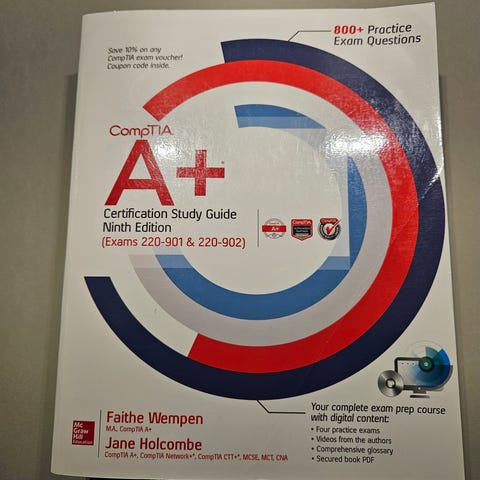 800+ Practice
Exam Questions
Save 10% on any
CompTIA exam voucher!
Coupon code inside.
CompTIA
A+
Certification Study Guide
Ninth Edition
(Exams 220-901 & 220-902)
A+
CompTIA
Your complete exam prep course
with digital content:
• Four practice exams
• Videos from the authors
• Comprehensive glossary
• Secured book PDF
Mc
Graw
Hill
Education
Faithe Wempen
M.A., CompTIA A+
Jane Holcombe
CompTIA A+, CompTIA Network+, CompTIA CTT+, MCSE, MCT, CNA